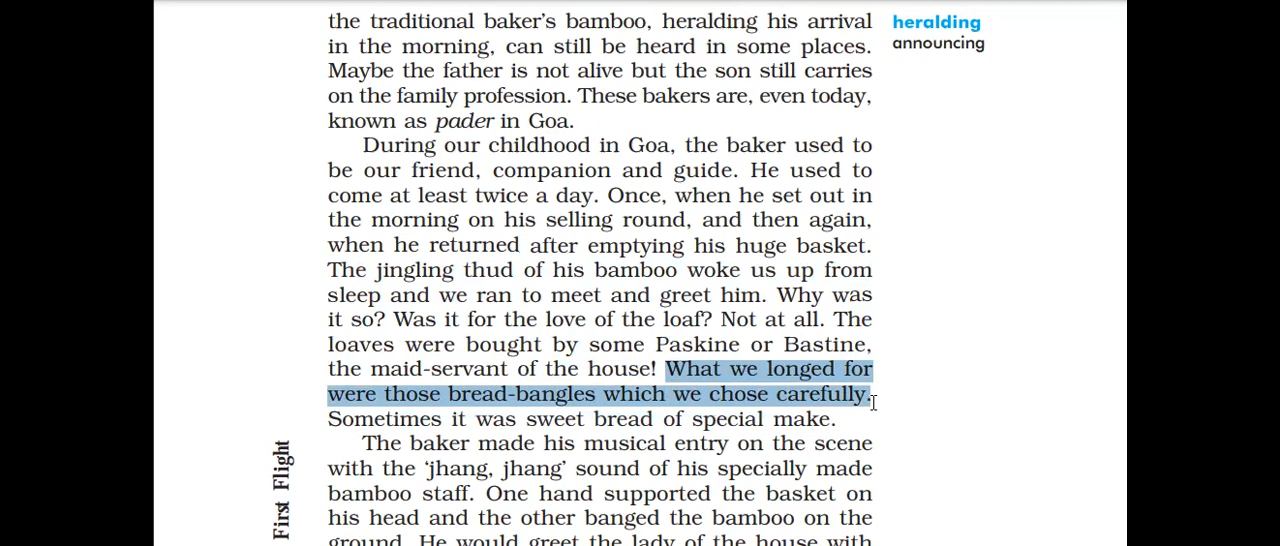 the traditional baker's bamboo, heralding his arrival
in the morning, can still be heard in some places.
Maybe the father is not alive but the son still carries
on the family profession. These bakers are, even today,
known as pader in Goa.
During our childhood in Goa, the baker used to
be our friend, companion and guide. He used to
come at least twice a day. Once, when he set out in
the morning on his selling round, and then again,
when he returned after emptying his huge basket.
The jingling thud of his bamboo woke us up from
sleep and we ran to meet and greet him. Why was
it so? Was it for the love of the loaf? Not at all. The
loaves were bought by some Paskine or Bastine,
the maid-servant of the house! What we longed for
were those bread-bangles which we chose carefully.
Sometimes it was sweet bread of special make.
The baker made his musical entry on the scene
with the ‘jhang, jhang’ sound of his specially made
bamboo staff. One hand supported the basket on
his head and the other banged the bamboo on the
ground. He would greet the lady of the house with
heralding
announcing
First Flight